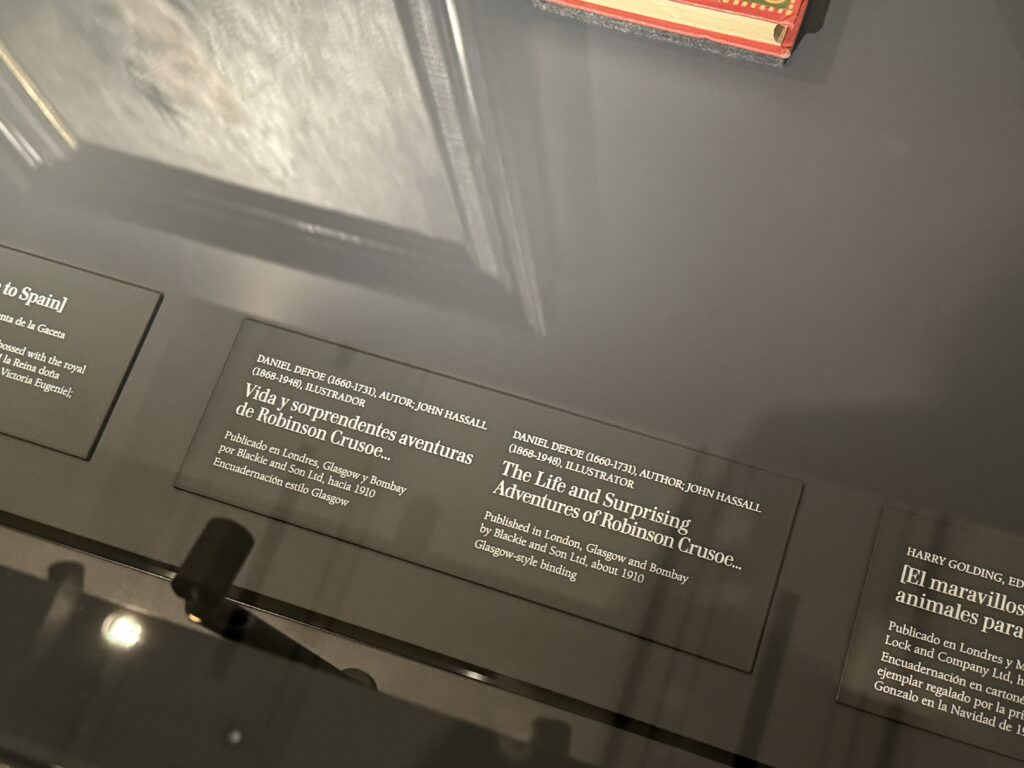 to Spain]
nta de la Gaceta
bossed with the royal
la Reina doña
Victoria Eugenie];
DANIEL DEFOE (1660-1731), AUTOR; JOHN HASSALL
(1868-1948), ILLUSTRADOR
Vida y sorprendentes aventuras
de Robinson Crusoe...
Publicado en Londres, Glasgow y Bombay
por Blackie and Son Ltd, hacia 1910
Encuadernación estilo Glasgow
DANIEL DEFOE (1660-1731), AUTHOR; JOHN HASSALL
(1868-1948), ILLUSTRATOR
The Life and Surprising
Adventures of Robinson Crusoe...
Published in London, Glasgow and Bombay
by Blackie and Son Ltd, about 1910
Glasgow-style binding
HARRY GOLDING, ED
[El maravillos
animales para
Publicado en Londres y M
Lock and Company Ltd, h
Encuadernación en cartoné
ejemplar regalado por la pri
Gonzalo en la Navidad de 19